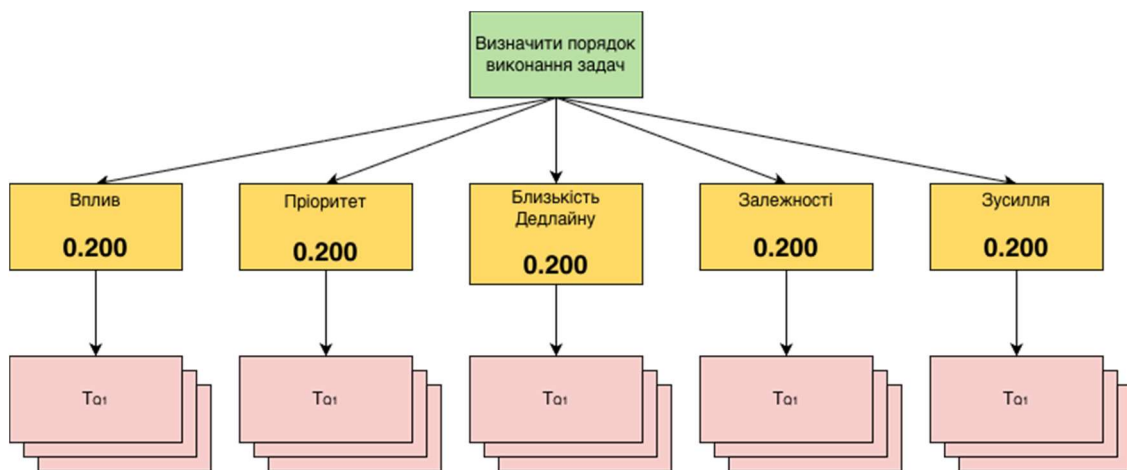 Визначити порядок
виконання задач
Вплив
0.200
Пріоритет
0.200
Близькість
Дедлайну
0.200
Залежності
0.200
Зусилля
0.200
TQ1
TQ1
TQ1
TQ1
TQ1